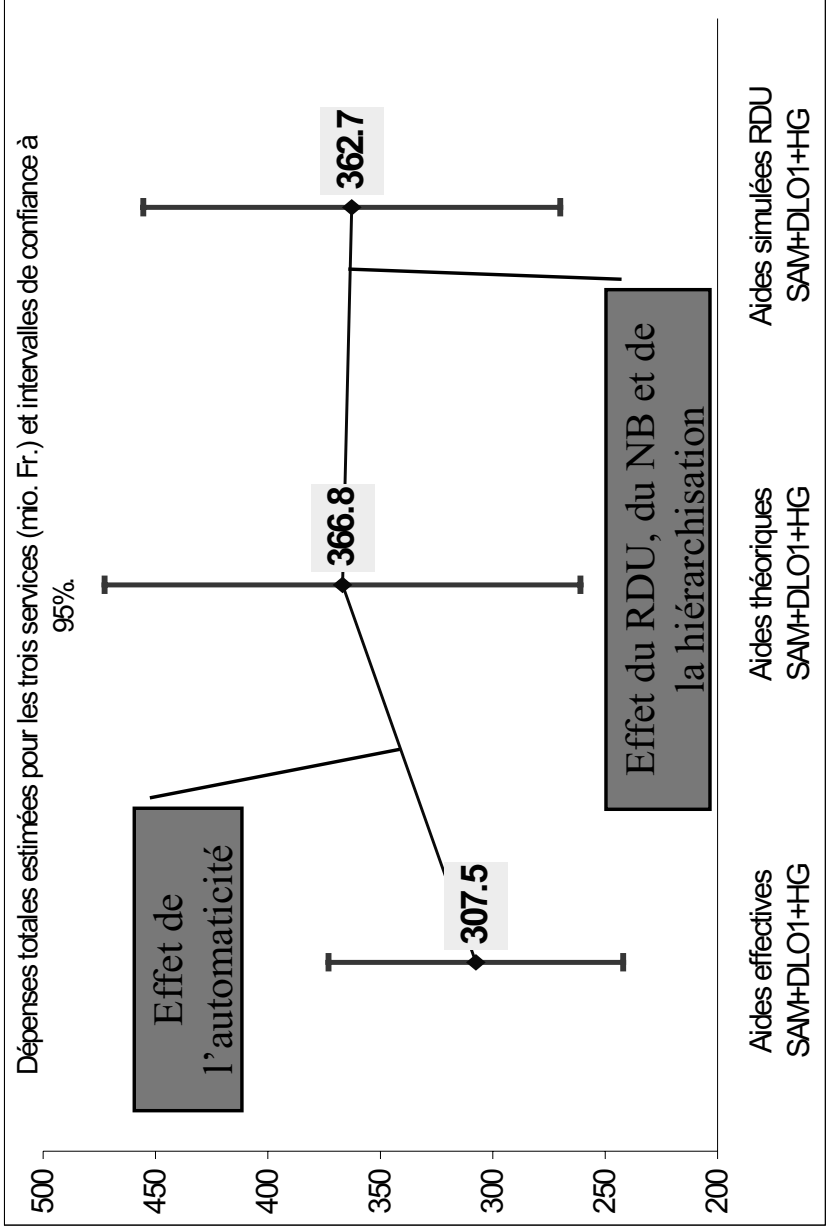 Dépenses totales estimées pour les trois services (mio. Fr.) et intervalles de confiance à
95%.
500
450
400
350
300
250
200
Effet de
l'automaticité
307.5
366.8
362.7
Effet du RDU, du NB et de
la hiérarchisation
Aides effectives
SAM+DLO1+HG
Aides théoriques
SAM+DLO1+HG
Aides simulées RDU
SAM+DLO1+HG